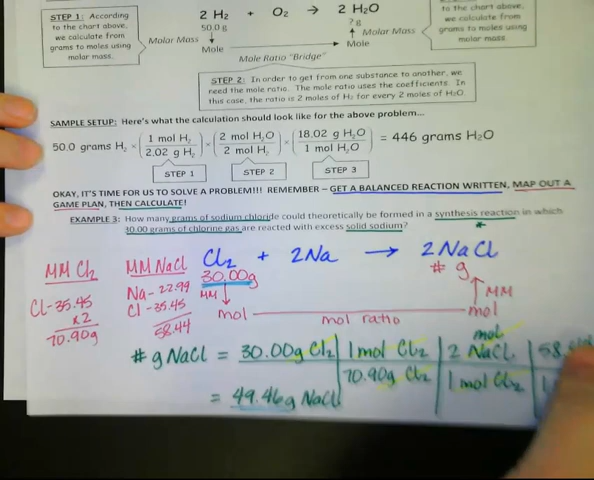 STEP 1: According
to the chart above,
we calculate from
grams to moles using
molar mass.
2 H₂ + O₂ → 2 H₂O
50.0 g
? g
Molar Mass
Mole
Mole
Molar Mass
to the chart above,
we calculate from
grams to moles using
molar mass.
Mole Ratio "Bridge"
STEP 2: In order to get from one substance to another, we
need the mole ratio. The mole ratio uses the coefficients. In
this case, the ratio is 2 moles of H₂ for every 2 moles of H₂O.
SAMPLE SETUP: Here's what the calculation should look like for the above problem...
50.0 grams H₂ × (1 mol H₂ / 2.02 g H₂) × (2 mol H₂O / 2 mol H₂) × (18.02 g H₂O / 1 mol H₂O) = 446 grams H₂O
STEP 1
STEP 2
STEP 3
OKAY, IT'S TIME FOR US TO SOLVE A PROBLEM!!! REMEMBER – GET A BALANCED REACTION WRITTEN, MAP OUT A
GAME PLAN, THEN CALCULATE!
EXAMPLE 3: How many grams of sodium chloride could theoretically be formed in a synthesis reaction in which
30.00 grams of chlorine gas are reacted with excess solid sodium?
Cl₂ + 2Na → 2NaCl
30.00g
# g
MM
MM
mol
mol ratio
mol
MM Cl₂
Cl - 35.45
x2
70.90g
MM NaCl
Na - 22.99
Cl - 35.45
58.44
# g NaCl = 30.00g Cl₂ | 1 mol Cl₂ | 2 mol NaCl | 58.
70.90g Cl₂ | 1 mol Cl₂
= 49.46g NaCl